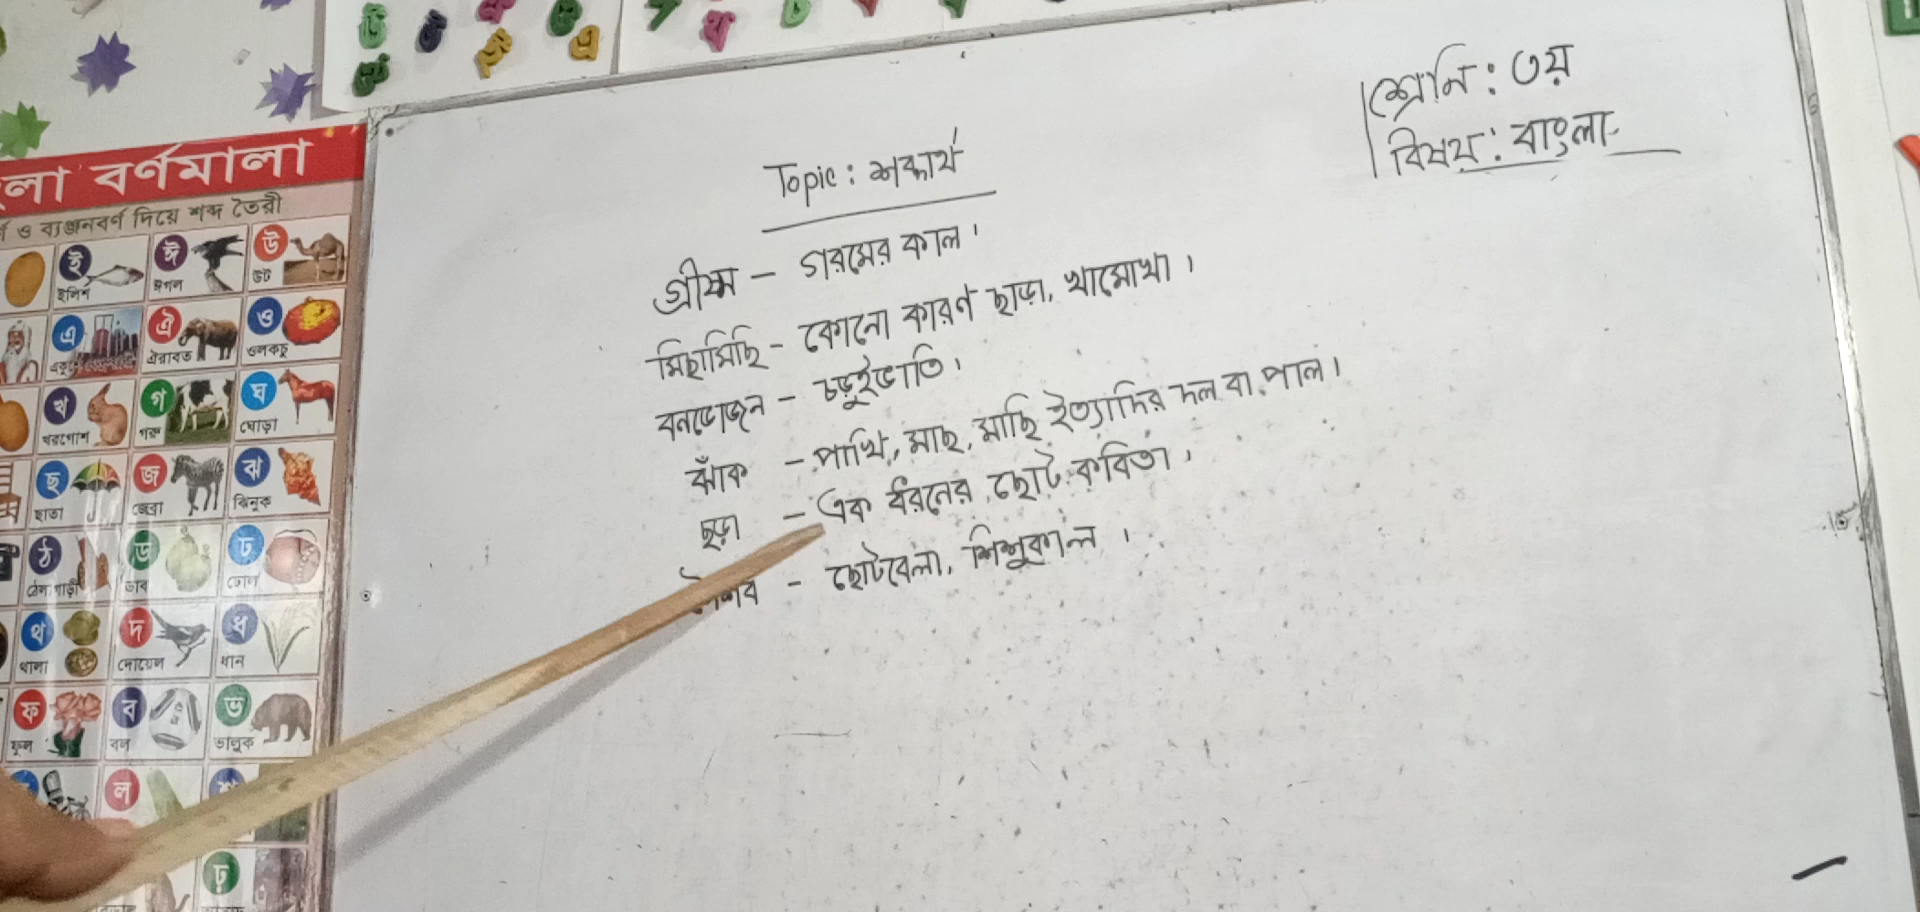 শ্রেনি : ৩য়
বিষয় : বাংলা
Topic : শব্দার্থ
গ্রীষ্ম – গরমের কাল।
মিছামিছি – কোনো কারণ ছাড়া, খামোখা।
বনভোজন – চড়ুইভাতি।
ঝাঁক – পাখি, মাছ, মাছি ইত্যাদির দল বা পাল।
ছড়া – এক ধরনের ছোট কবিতা।
– ছোটবেলা, শিশুকাল।
বর্ণমালা
ও ব্যঞ্জনবর্ণ দিয়ে শব্দ তৈরী
ই ঈ উ
ইলিশ ঈগল উট
এ ঐ ও
ঐরাবত ওলকচু
খ গ ঘ
খরগোশ গরু ঘোড়া
ছ জ ঝ
ছাতা জেব্রা ঝিনুক
ঠ ড ঢ
ঠেলাগাড়ী ডাব ঢোল
থ দ ধ
থালা দোয়েল ধান
ফ ব ভ
ফুল বল ভালুক
ল
ঢ়